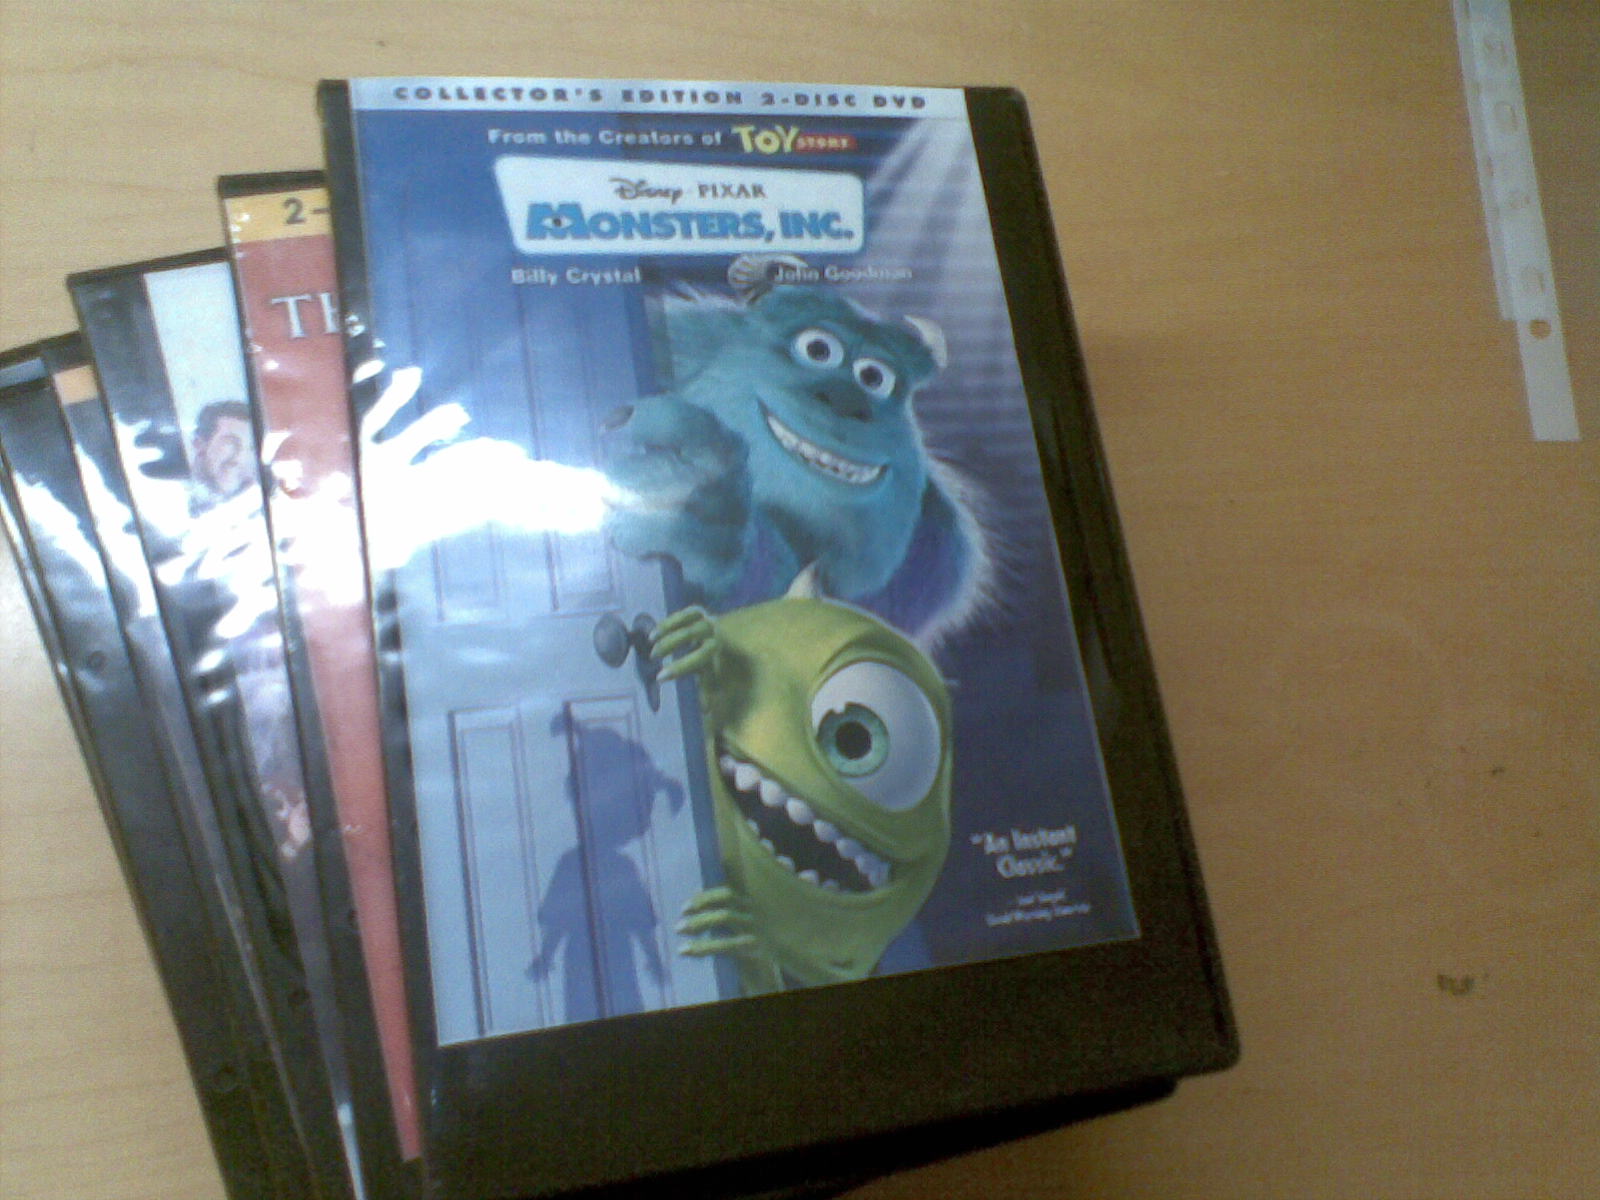 COLLECTOR'S EDITION 2-DISC DVD
From the Creators of TOY STORY
Disney · PIXAR
MONSTERS, INC.
Billy Crystal John Goodman
"An Instant
Classic."
2-
TH